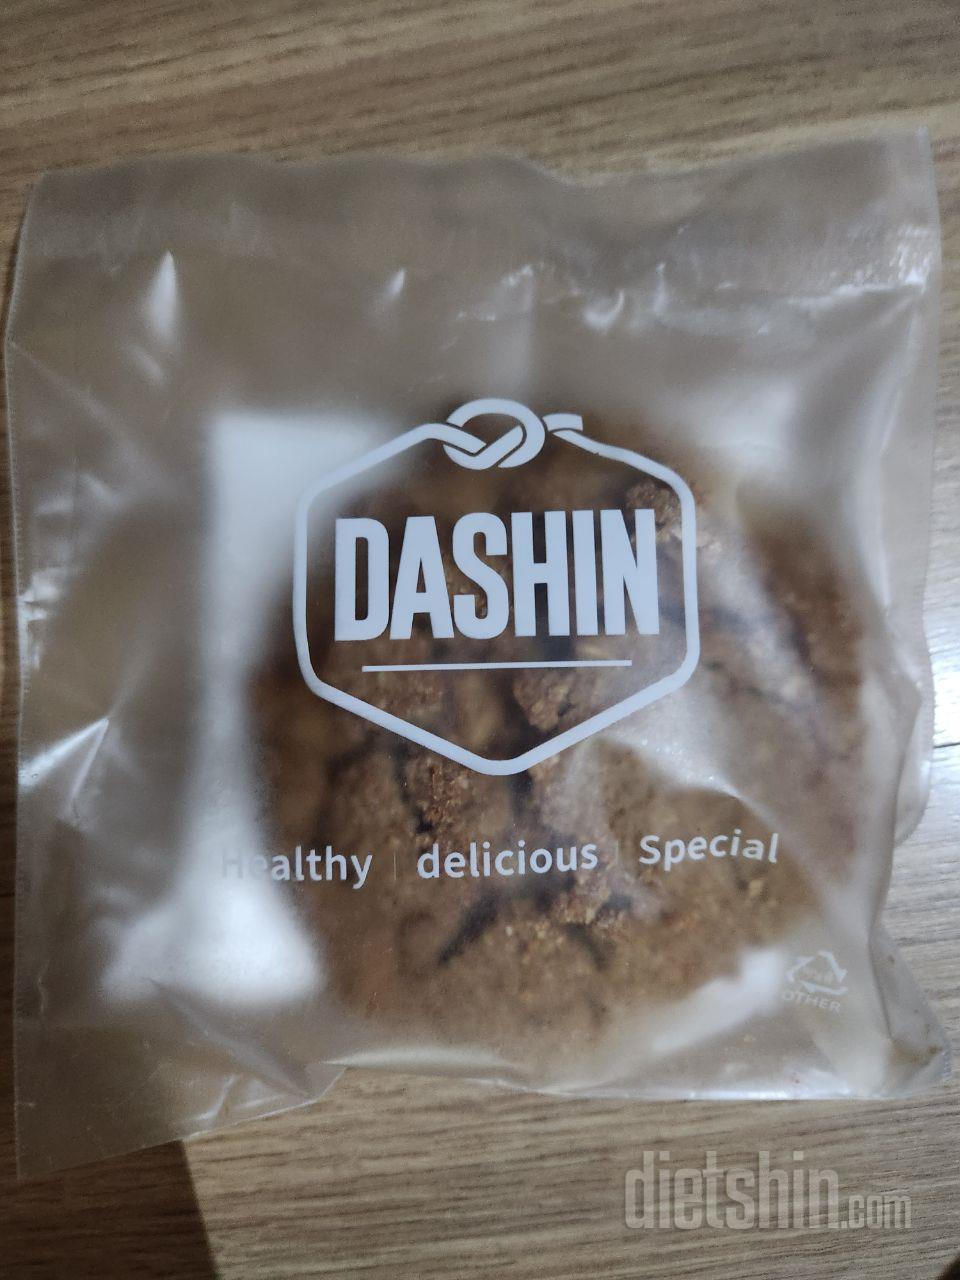 DASHIN
Healthy | delicious | Special
OTHER
dietshin.com